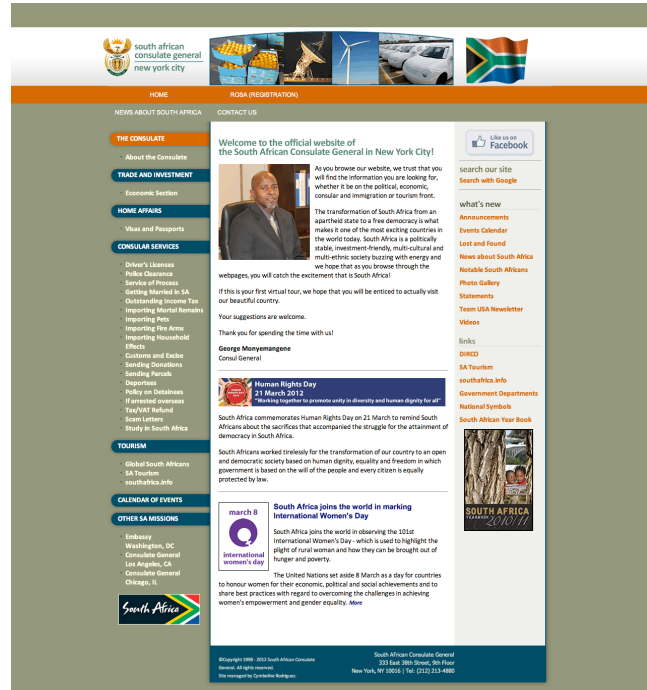 south african
consulate general
new york city
HOME
ROSA (REGISTRATION)
NEWS ABOUT SOUTH AFRICA
CONTACT US
THE CONSULATE
About the Consulate
TRADE AND INVESTMENT
Economic Section
HOME AFFAIRS
Visas and Passports
CONSULAR SERVICES
Driver's Licenses
Police Clearance
Service of Process
Getting Married in SA
Outstanding Income Tax
Importing Mortal Remains
Importing Pets
Importing Fire Arms
Importing Household
Effects
Customs and Excise
Sending Donations
Sending Parcels
Deportees
Policy on Detainees
If arrested overseas
Tax/VAT Refund
Scam Letters
Study in South Africa
TOURISM
Global South Africans
SA Tourism
southafrica.info
CALENDAR OF EVENTS
OTHER SA MISSIONS
Embassy
Washington, DC
Consulate General
Los Angeles, CA
Consulate General
Chicago, IL
South Africa
Welcome to the official website of
the South African Consulate General in New York City!
As you browse our website, we trust that you
will find the information you are looking for,
whether it be on the political, economic,
consular and immigration or tourism front.
The transformation of South Africa from an
apartheid state to a free democracy is what
makes it one of the most exciting countries in
the world today. South Africa is a politically
stable, investment-friendly, multi-cultural and
multi-ethnic society buzzing with energy and
we hope that as you browse through the
webpages, you will catch the excitement that is South Africa!
If this is your first virtual tour, we hope that you will be enticed to actually visit
our beautiful country.
Your suggestions are welcome.
Thank you for spending the time with us!
George Monyemangene
Consul General
Human Rights Day
21 March 2012
"Working together to promote unity in diversity and human dignity for all"
South Africa commemorates Human Rights Day on 21 March to remind South
Africans about the sacrifices that accompanied the struggle for the attainment of
democracy in South Africa.
South Africans worked tirelessly for the transformation of our country to an open
and democratic society based on human dignity, equality and freedom in which
government is based on the will of the people and every citizen is equally
protected by law.
march 8
international
women's day
South Africa joins the world in marking
International Women's Day
South Africa joins the world in observing the 101st
International Women's Day - which is used to highlight the
plight of rural woman and how they can be brought out of
hunger and poverty.
The United Nations set aside 8 March as a day for countries
to honour women for their economic, political and social achievements and to
share best practices with regard to overcoming the challenges in achieving
women's empowerment and gender equality. More
Like us on
Facebook
search our site
Search with Google
what's new
Announcements
Events Calendar
Lost and Found
News about South Africa
Notable South Africans
Photo Gallery
Statements
Team USA Newsletter
Videos
links
DIRCO
SA Tourism
southafrica.info
Government Departments
National Symbols
South African Year Book
SOUTH AFRICA
YEARBOOK 2010/11
©Copyright 1998 - 2012 South African Consulate
General. All rights reserved.
Site managed by Cymbeline Rodriguez.
South African Consulate General
333 East 38th Street, 9th Floor
New York, NY 10016 | Tel: (212) 213-4880